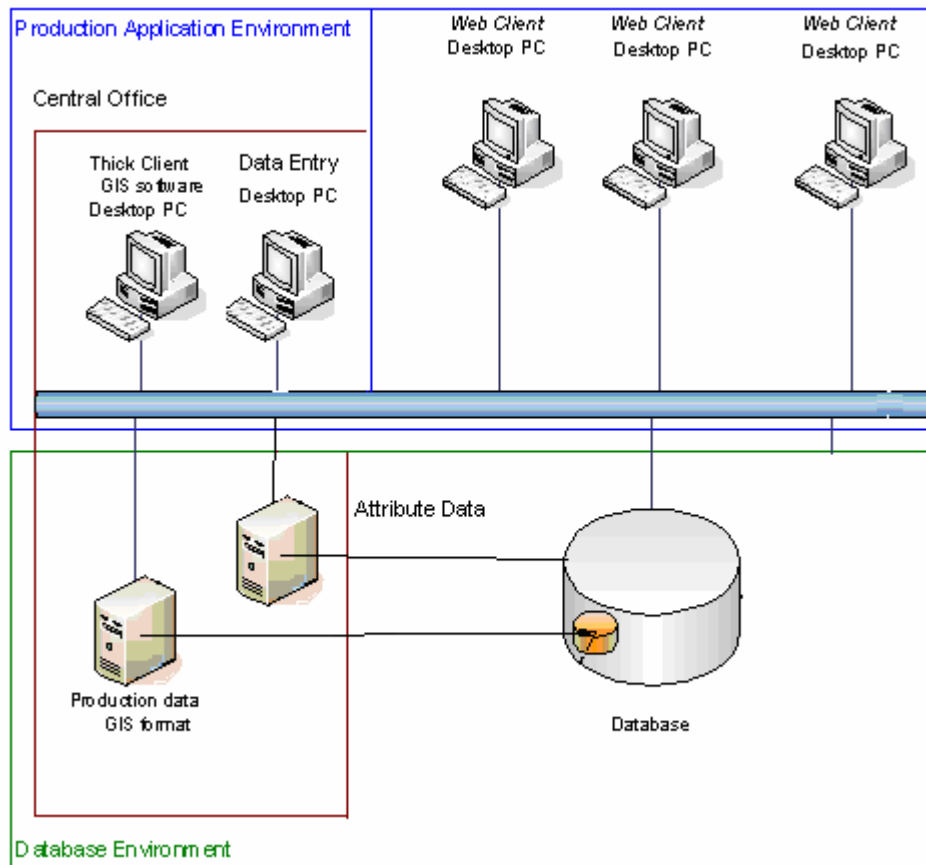 Production Application Environment
Web Client
Desktop PC
Web Client
Desktop PC
Web Client
Desktop PC
Central Office
Thick Client
GIS software
Desktop PC
Data Entry
Desktop PC
Attribute Data
Production data
GIS format
Database
Database Environment